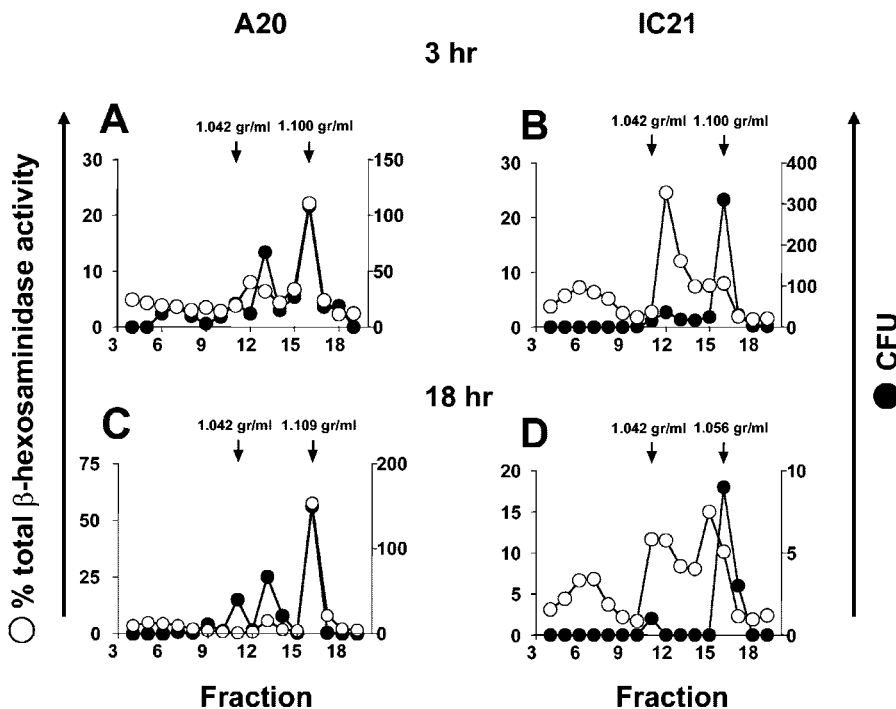 A20
IC21
3 hr
A
1.042 gr/ml
1.100 gr/ml
30
20
10
0
150
100
50
0
3 6 9 12 15 18
B
1.042 gr/ml
1.100 gr/ml
30
20
10
0
400
300
200
100
0
3 6 9 12 15 18
18 hr
C
1.042 gr/ml
1.109 gr/ml
75
50
25
0
200
100
0
3 6 9 12 15 18
D
1.042 gr/ml
1.056 gr/ml
20
15
10
5
0
10
5
0
3 6 9 12 15 18
Fraction
Fraction
% total β-hexosaminidase activity
CFU